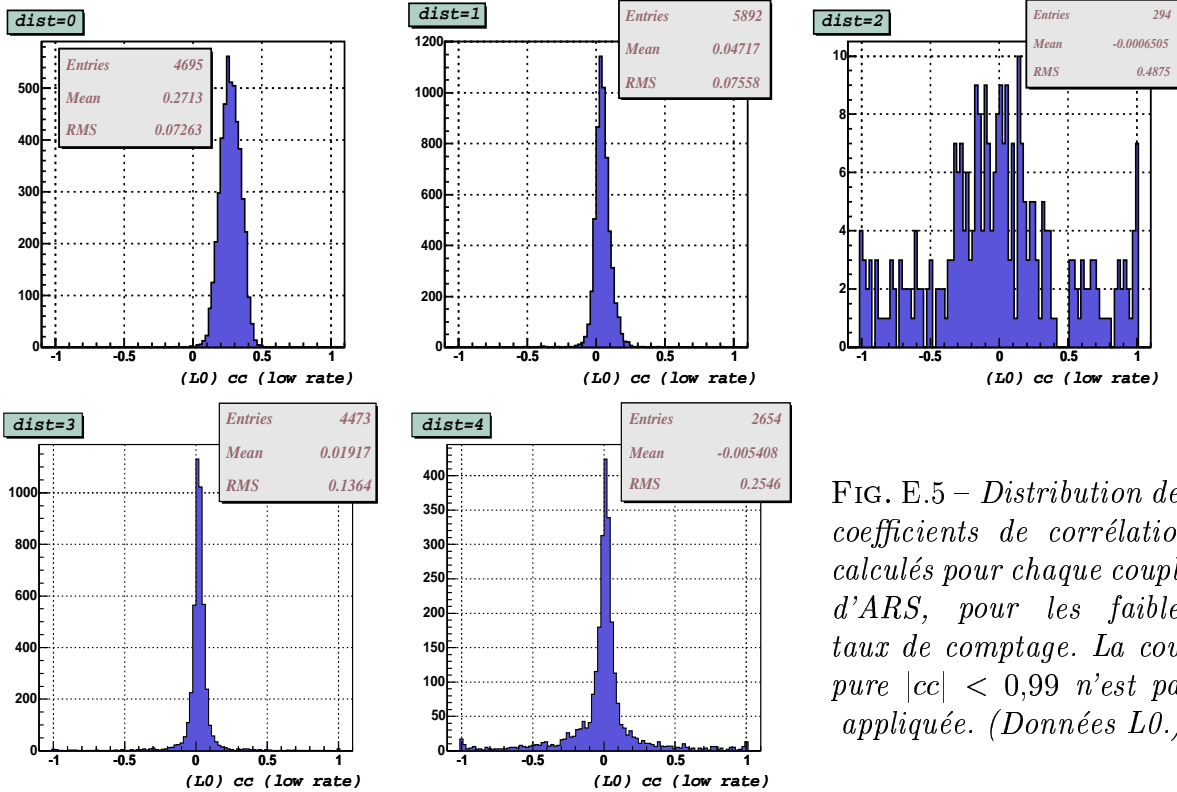 dist=0
Entries 4695
Mean 0.2713
RMS 0.07263
500
400
300
200
100
0
-1 -0.5 0 0.5 1
(L0) cc (low rate)
dist=1
Entries 5892
Mean 0.04717
RMS 0.07558
1200
1000
800
600
400
200
0
-1 -0.5 0 0.5 1
(L0) cc (low rate)
dist=2
Entries 294
Mean -0.0006505
RMS 0.4875
10
8
6
4
2
0
-1 -0.5 0 0.5 1
(L0) cc (low rate)
dist=3
Entries 4473
Mean 0.01917
RMS 0.1364
1000
800
600
400
200
0
-1 -0.5 0 0.5 1
(L0) cc (low rate)
dist=4
Entries 2654
Mean -0.005408
RMS 0.2546
400
350
300
250
200
150
100
50
0
-1 -0.5 0 0.5 1
(L0) cc (low rate)
FIG. E.5 – Distribution de
coefficients de corrélatio
calculés pour chaque coupl
d'ARS, pour les faible
taux de comptage. La cou
pure |cc| < 0,99 n'est pa
appliquée. (Données L0.)